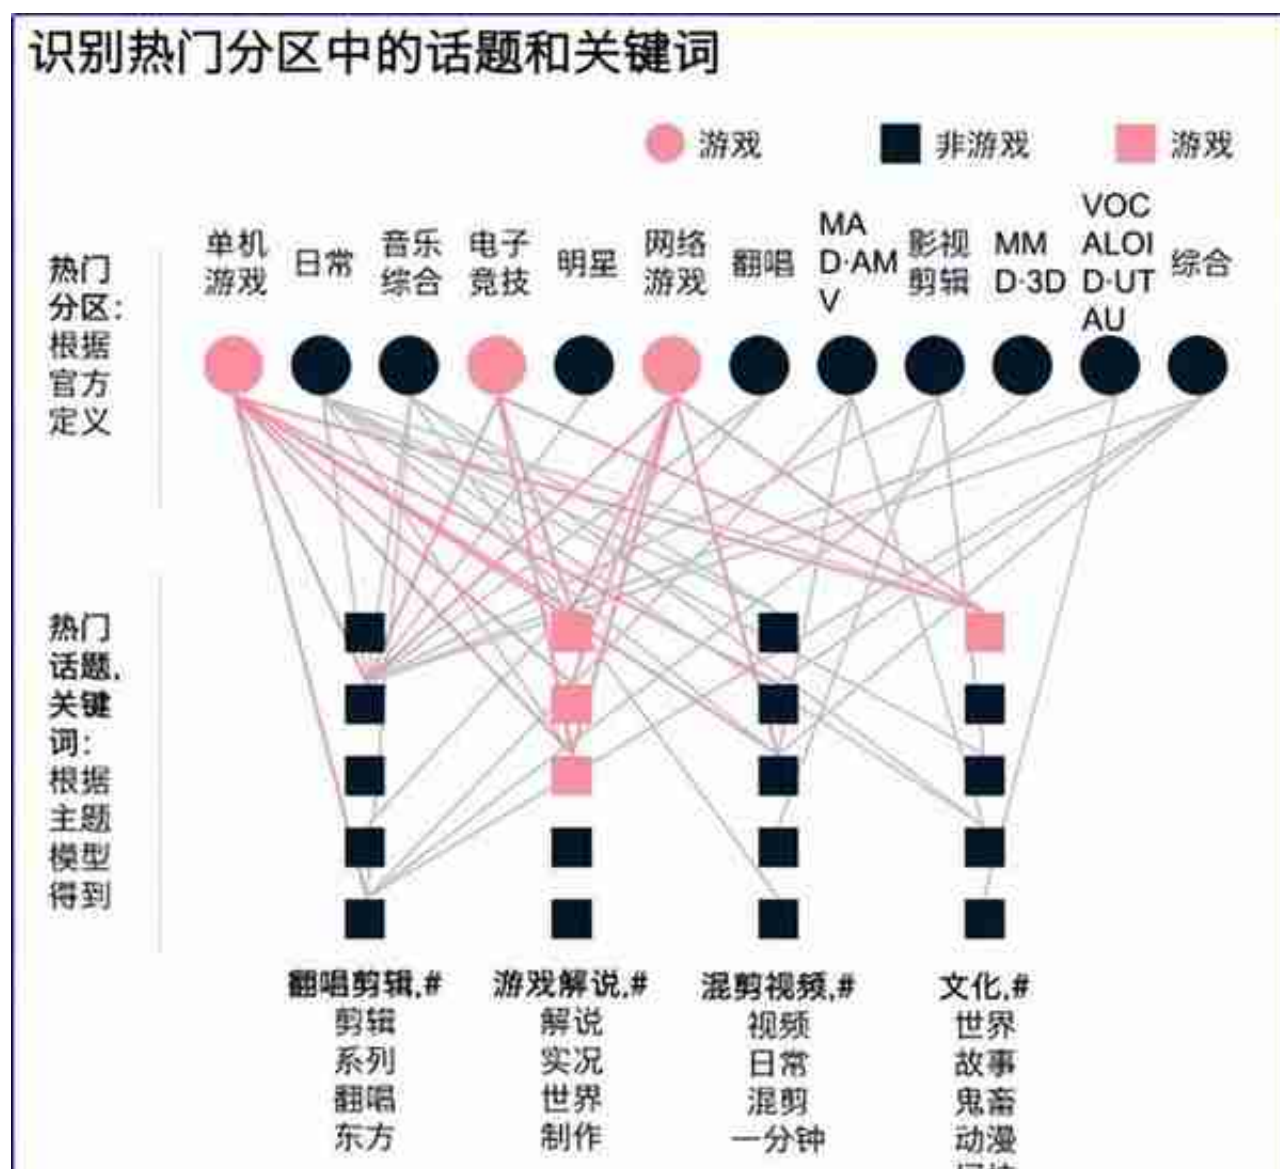 识别热门分区中的话题和关键词
游戏
非游戏
游戏
热门
分区：
根据
官方
定义
单机
游戏
日常
音乐
综合
电子
竞技
明星
网络
游戏
翻唱
MA
D·AM
V
影视
剪辑
MM
D·3D
VOC
ALOI
D·UT
AU
综合
热门
话题，
关键
词：
根据
主题
模型
得到
翻唱剪辑,#
剪辑
系列
翻唱
东方
游戏解说,#
解说
实况
世界
制作
混剪视频,#
视频
日常
混剪
一分钟
文化,#
世界
故事
鬼畜
动漫